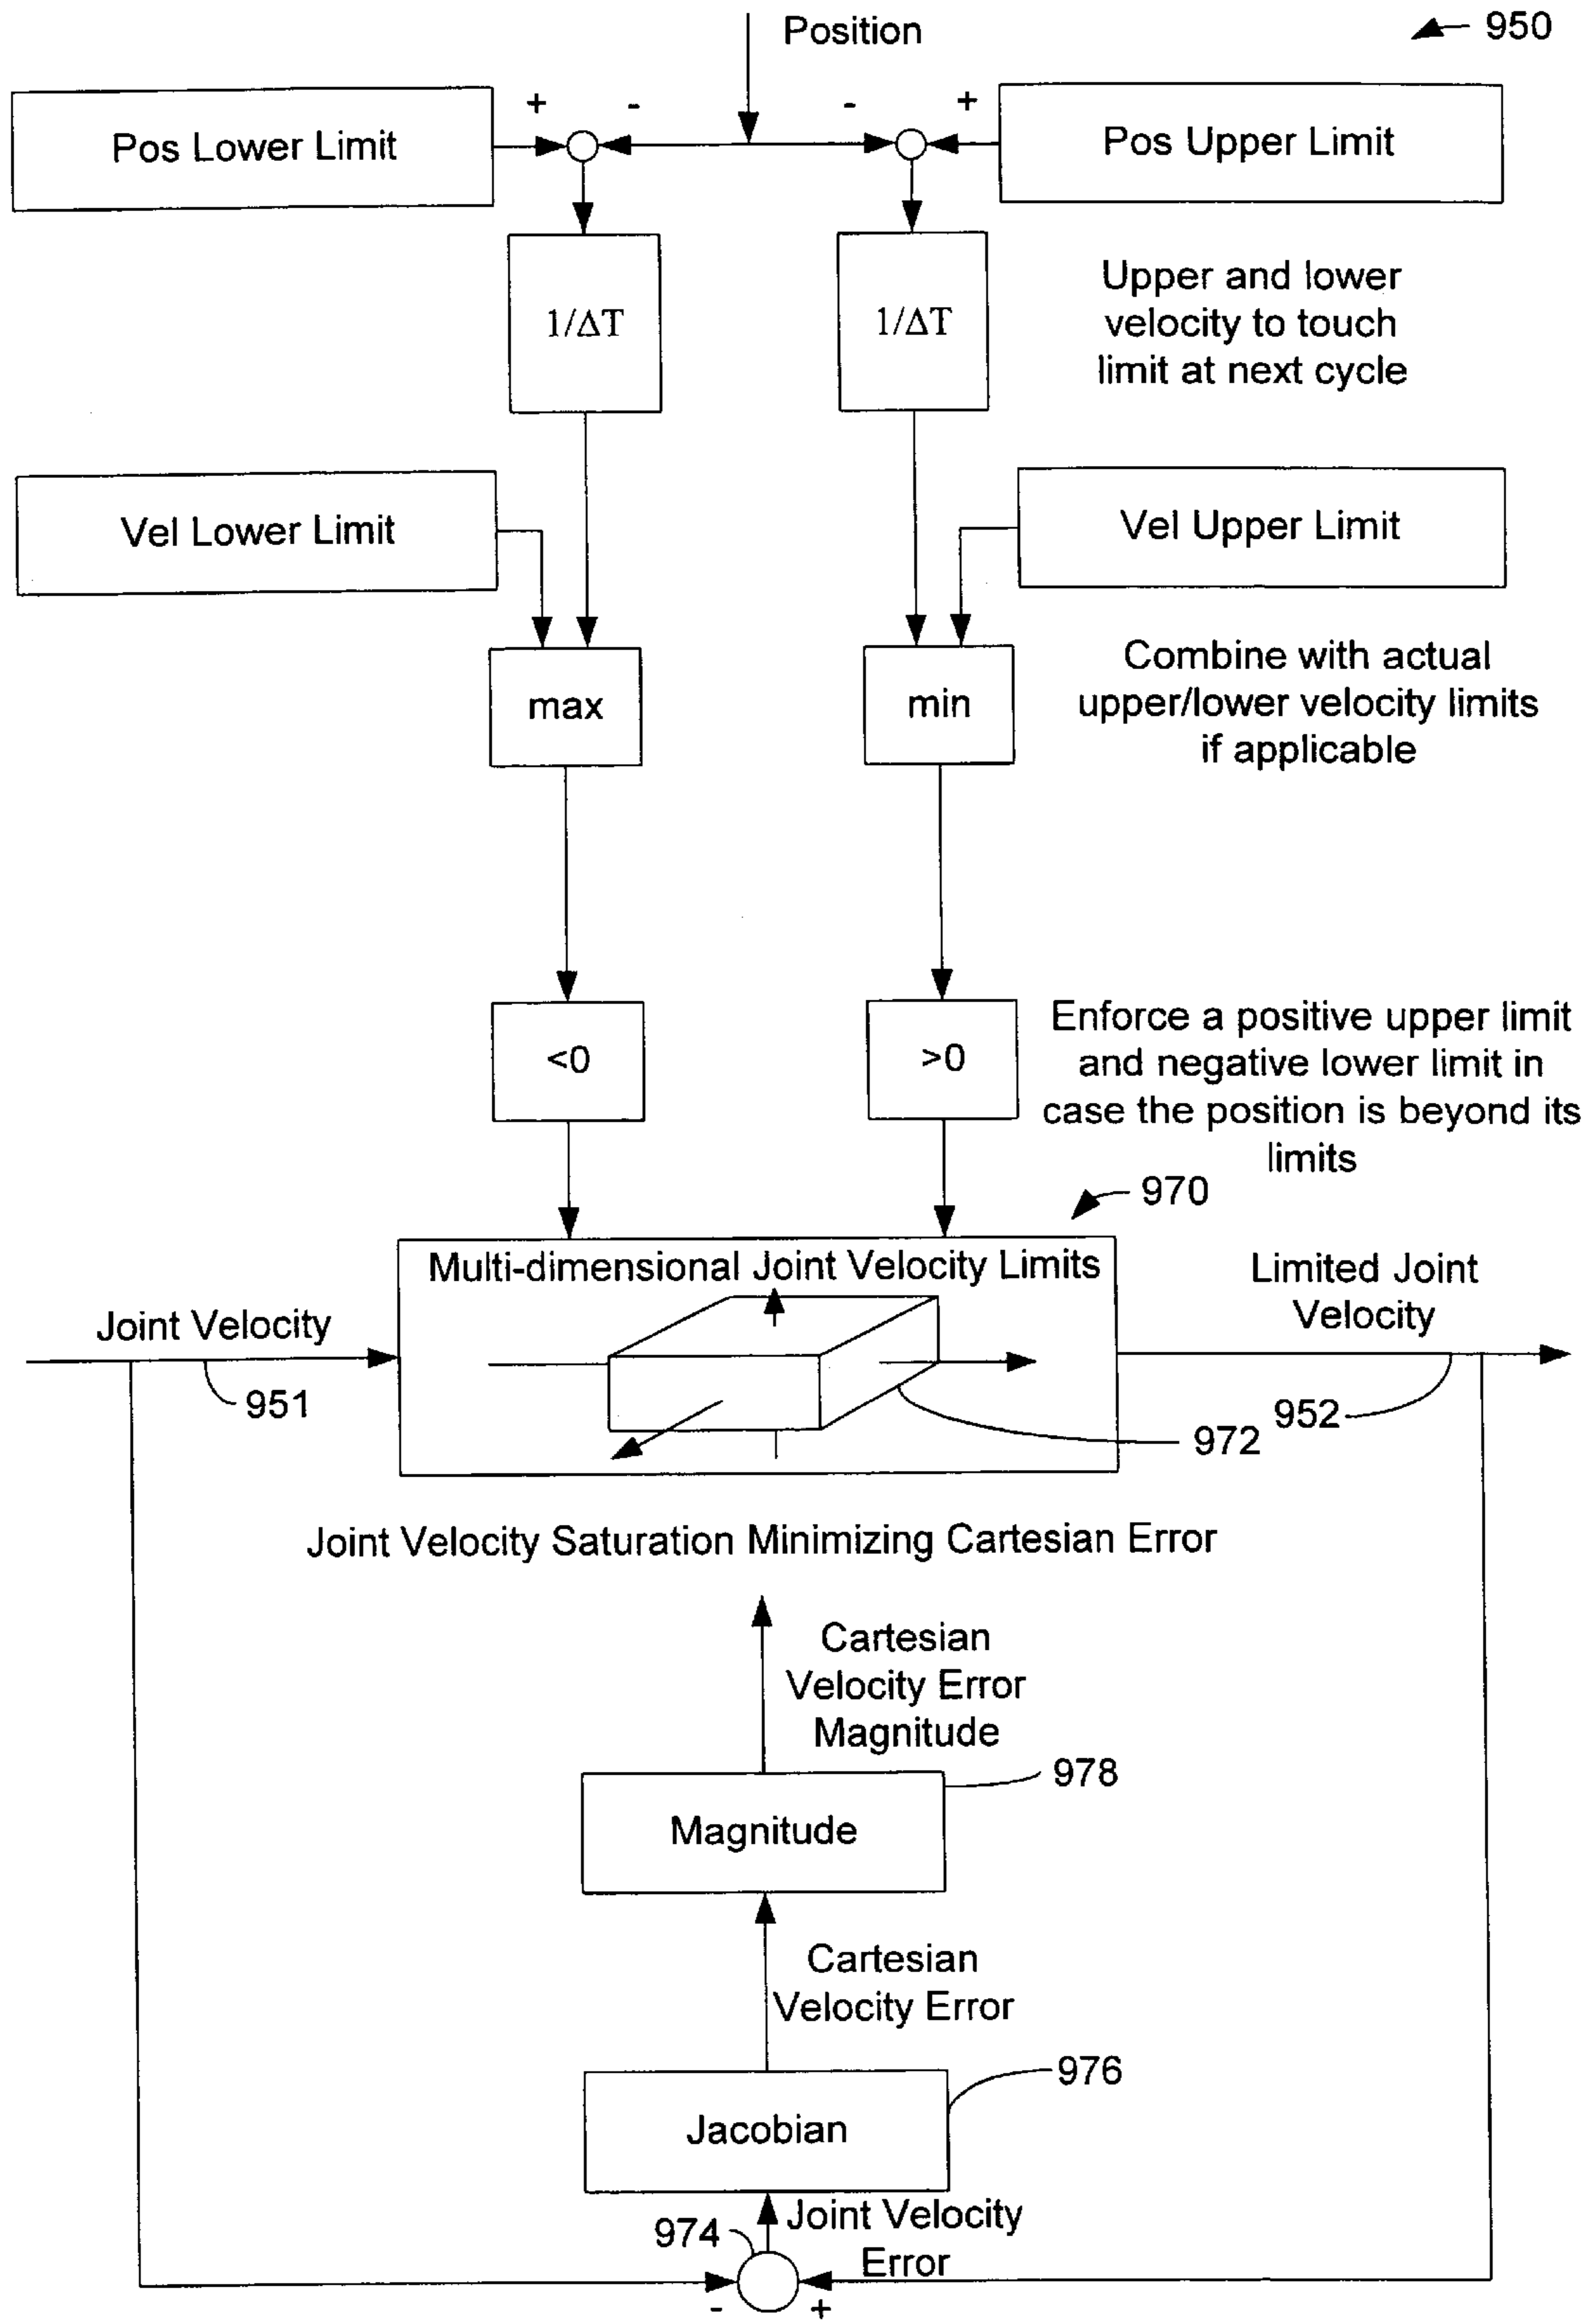 Position
950
+
-
-
+
Pos Lower Limit
Pos Upper Limit
1/ΔT
1/ΔT
Upper and lower
velocity to touch
limit at next cycle
Vel Lower Limit
Vel Upper Limit
max
min
Combine with actual
upper/lower velocity limits
if applicable
<0
>0
Enforce a positive upper limit
and negative lower limit in
case the position is beyond its
limits
970
Multi-dimensional Joint Velocity Limits
Joint Velocity
Limited Joint
Velocity
951
952
972
Joint Velocity Saturation Minimizing Cartesian Error
Cartesian
Velocity Error
Magnitude
978
Magnitude
Cartesian
Velocity Error
976
Jacobian
974
Joint Velocity
Error
-
+